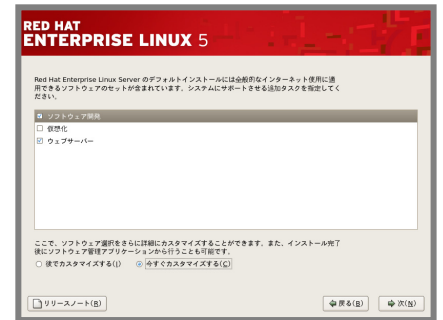 RED HAT
ENTERPRISE LINUX 5
Red Hat Enterprise Linux Server のデフォルトインストールには一般的なインターネット使用に適
用できるソフトウェアのセットが含まれています。システムにサポートさせる追加タスクを指定してく
ださい。
ソフトウェア開発
仮想化
ウェブサーバー
ここで、ソフトウェア選択をさらに詳細にカスタマイズすることができます。また、インストール完了
後にソフトウェア管理アプリケーションから行うことも可能です。
後でカスタマイズする(l) 今すぐカスタマイズする(C)
リリースノート(R) 戻る(B) 次(N)